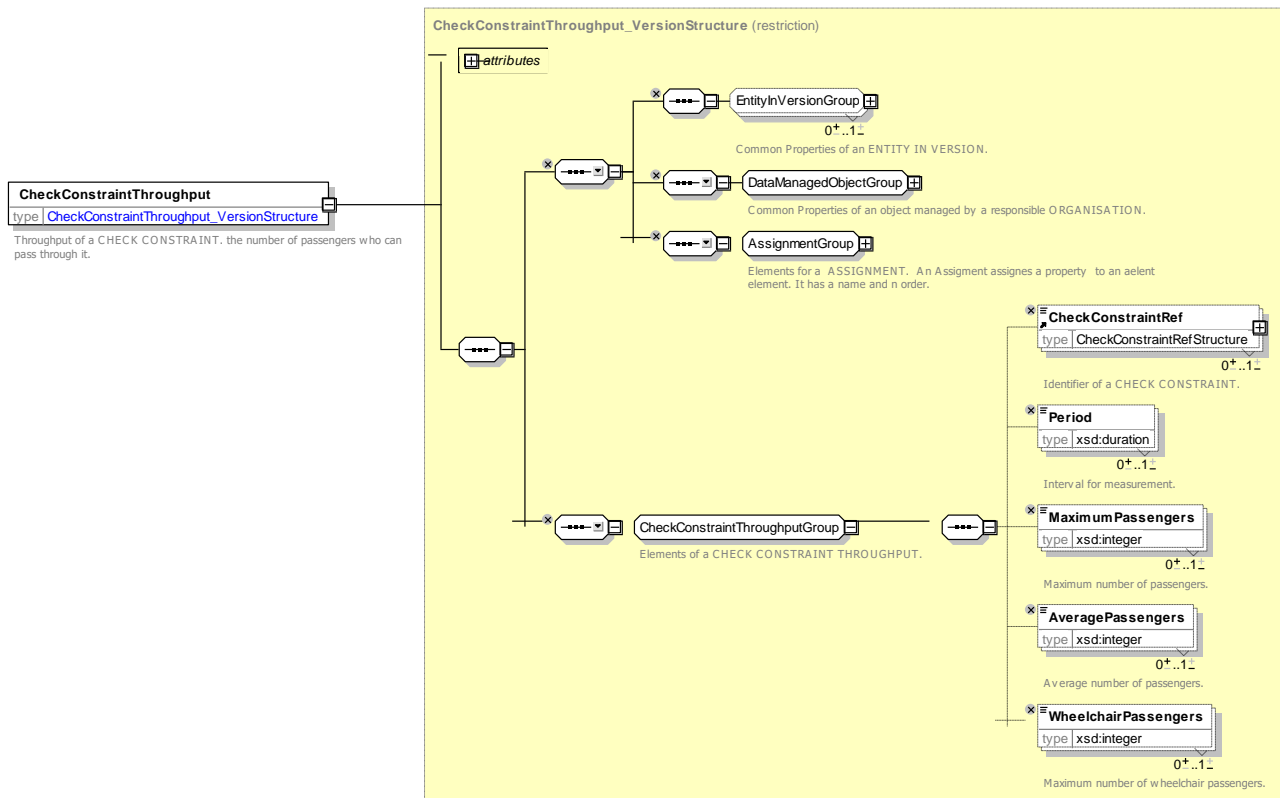 CheckConstraintThroughput_VersionStructure (restriction)
attributes
EntityInVersionGroup
0..1
Common Properties of an ENTITY IN VERSION.
CheckConstraintThroughput
type CheckConstraintThroughput_VersionStructure
Throughput of a CHECK CONSTRAINT. the number of passengers who can
pass through it.
DataManagedObjectGroup
Common Properties of an object managed by a responsible ORGANISATION.
AssignmentGroup
Elements for a ASSIGNMENT. An Assigment assignes a property to an aelent
element. It has a name and n order.
CheckConstraintRef
type CheckConstraintRefStructure
0..1
Identifier of a CHECK CONSTRAINT.
Period
type xsd:duration
0..1
Interval for measurement.
CheckConstraintThroughputGroup
Elements of a CHECK CONSTRAINT THROUGHPUT.
MaximumPassengers
type xsd:integer
0..1
Maximum number of passengers.
AveragePassengers
type xsd:integer
0..1
Average number of passengers.
WheelchairPassengers
type xsd:integer
0..1
Maximum number of wheelchair passengers.